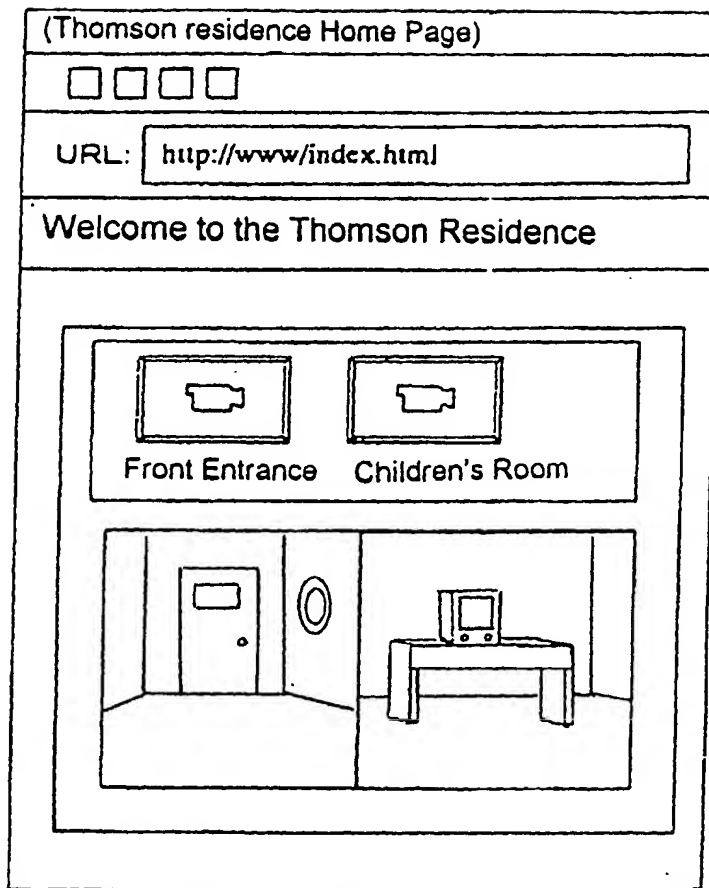 (Thomson residence Home Page)
URL: http://www/index.html
Welcome to the Thomson Residence
Front Entrance Children's Room